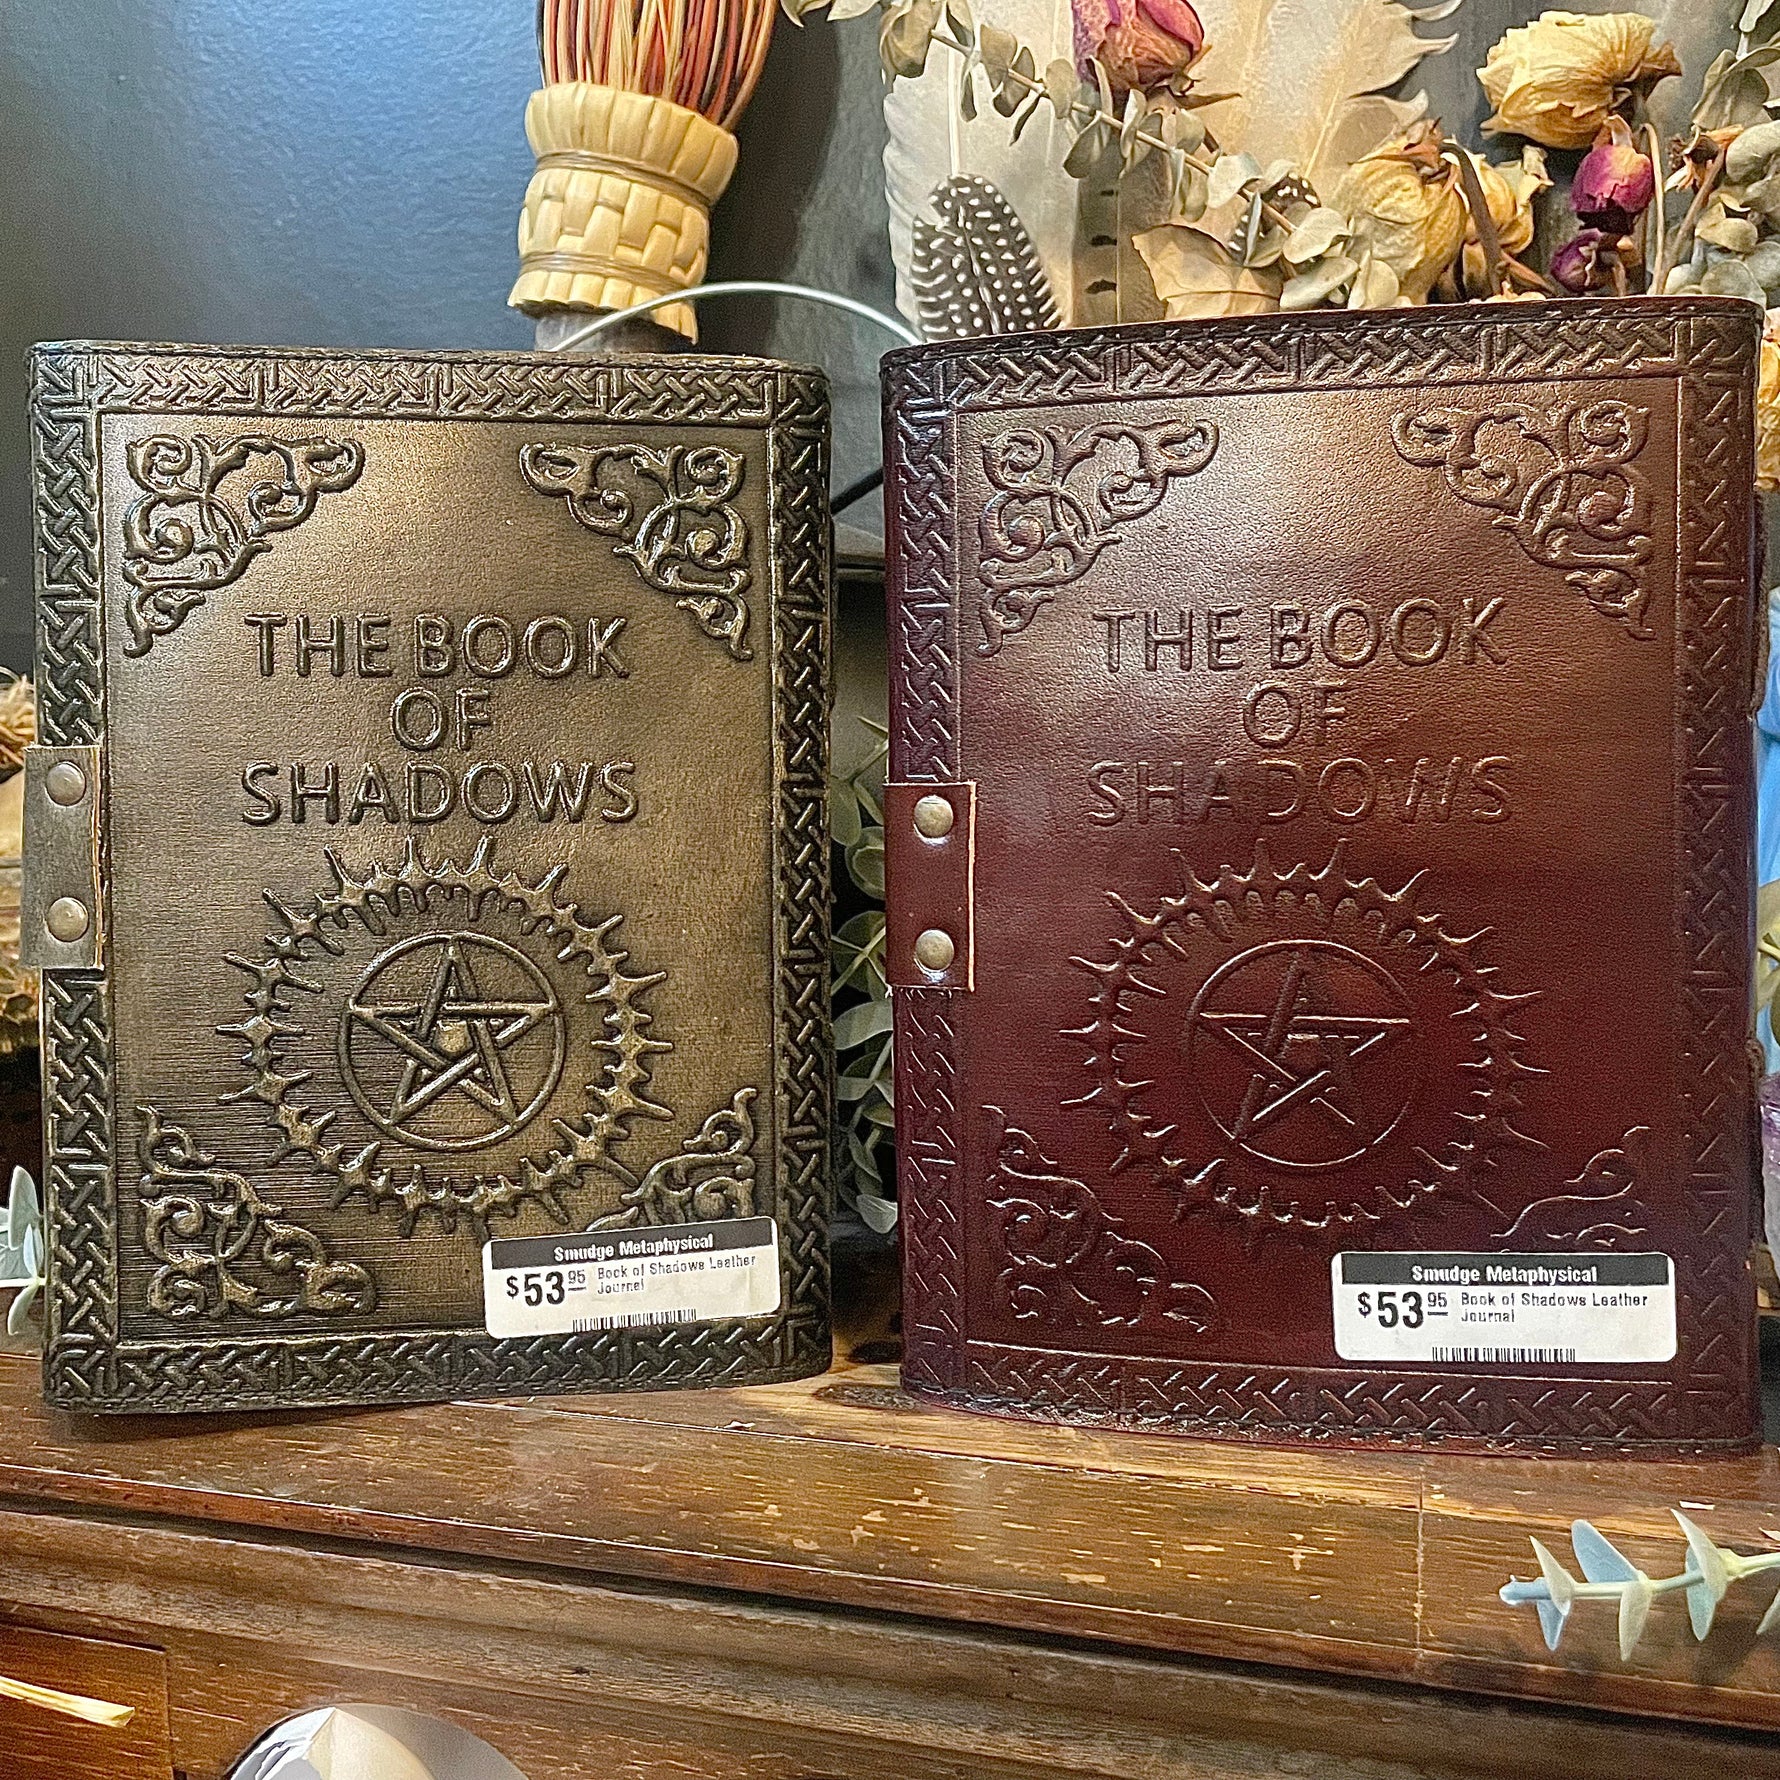 THE BOOK
OF
SHADOWS
Smudge Metaphysical
$53.95 Book of Shadows Leather
Journal
THE BOOK
OF
SHADOWS
Smudge Metaphysical
$53.95 Book of Shadows Leather
Journal